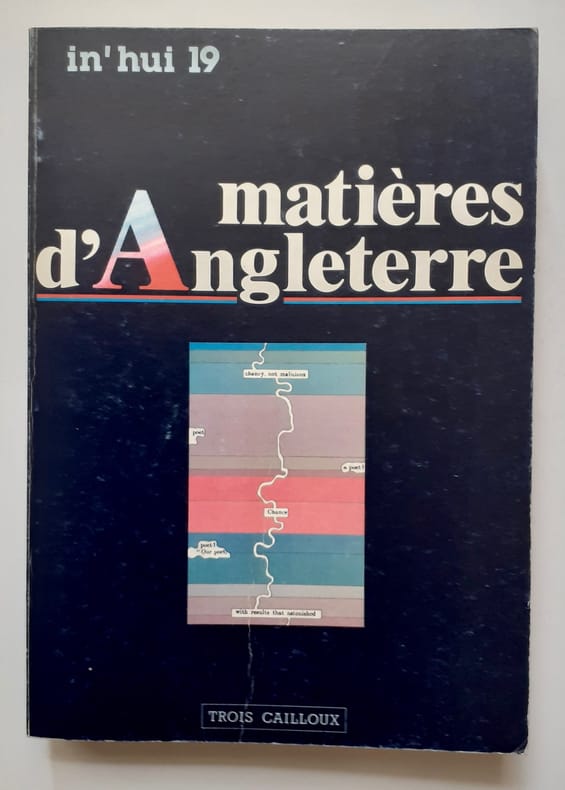 in'hui 19
matières
d'Angleterre
chancy, not malicious
poet
a poet?
Chance
poet?
"Our poet,
with results that astonished
TROIS CAILLOUX